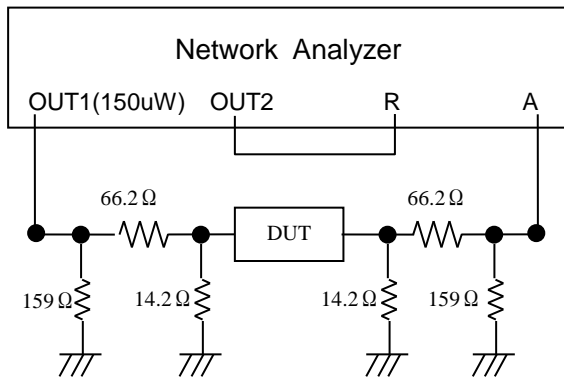 Network Analyzer
OUT1(150uW) OUT2 R A
66.2 Ω 66.2 Ω
DUT
159 Ω 14.2 Ω 14.2 Ω 159 Ω